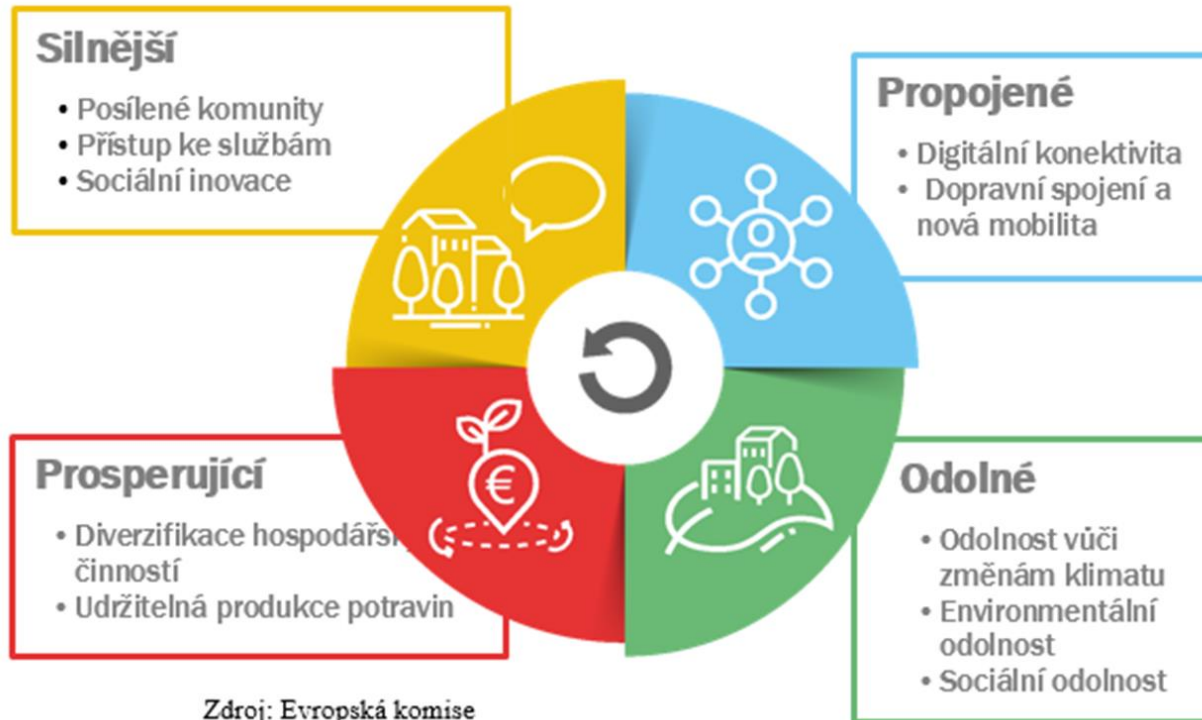 Silnější
• Posílené komunity
• Přístup ke službám
• Sociální inovace
Propojené
• Digitální konektivita
• Dopravní spojení a
nová mobilita
Prosperující
• Diverzifikace
činností
• Udržitelná produkce potravin
€
Odolné
• Odolnost vůči
změnám klimatu
• Environmentální
odolnost
• Sociální odolnost
Zdroj: Evropská komise